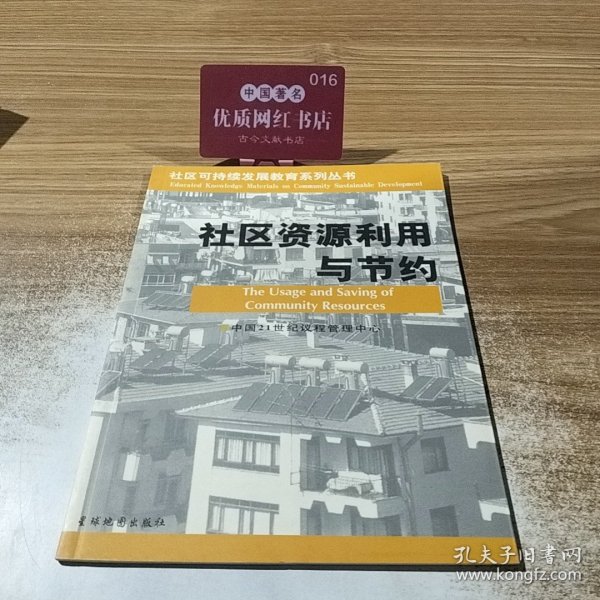 016
中国著名
优质网红书店
古今文献书店
社区可持续发展教育系列丛书
Educated Knowledge Materials on Community Sustainable Development
社区资源利用
与节约
The Usage and Saving of
Community Resources
中国21世纪议程管理中心
星球地图出版社
孔夫子旧书网
www.kongfz.com